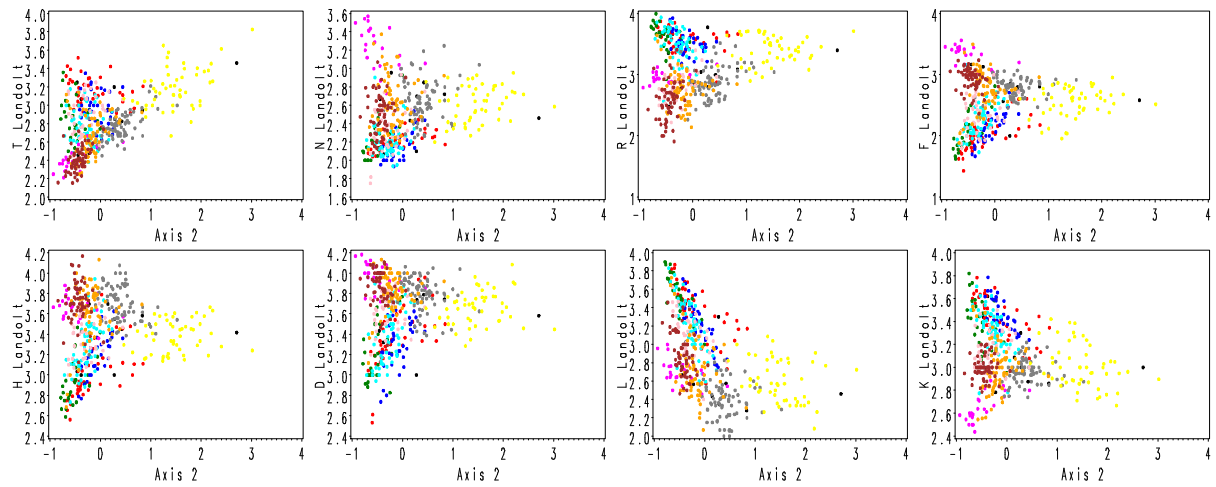 4.0 3.8 3.6 3.4 3.2 3.0 2.8 2.6 2.4 2.2 2.0
T Landolt
-1 0 1 2 3 4
Axis 2
3.6 3.4 3.2 3.0 2.8 2.6 2.4 2.2 2.0 1.8 1.6
N Landolt
-1 0 1 2 3 4
Axis 2
4 3 2 1
R Landolt
-1 0 1 2 3 4
Axis 2
4 3 2 1
F Landolt
-1 0 1 2 3 4
Axis 2
4.2 4.0 3.8 3.6 3.4 3.2 3.0 2.8 2.6 2.4
H Landolt
-1 0 1 2 3 4
Axis 2
4.2 4.0 3.8 3.6 3.4 3.2 3.0 2.8 2.6 2.4
D Landolt
-1 0 1 2 3 4
Axis 2
4.0 3.8 3.6 3.4 3.2 3.0 2.8 2.6 2.4 2.2 2.0
L Landolt
-1 0 1 2 3 4
Axis 2
4.0 3.8 3.6 3.4 3.2 3.0 2.8 2.6 2.4
K Landolt
-1 0 1 2 3 4
Axis 2